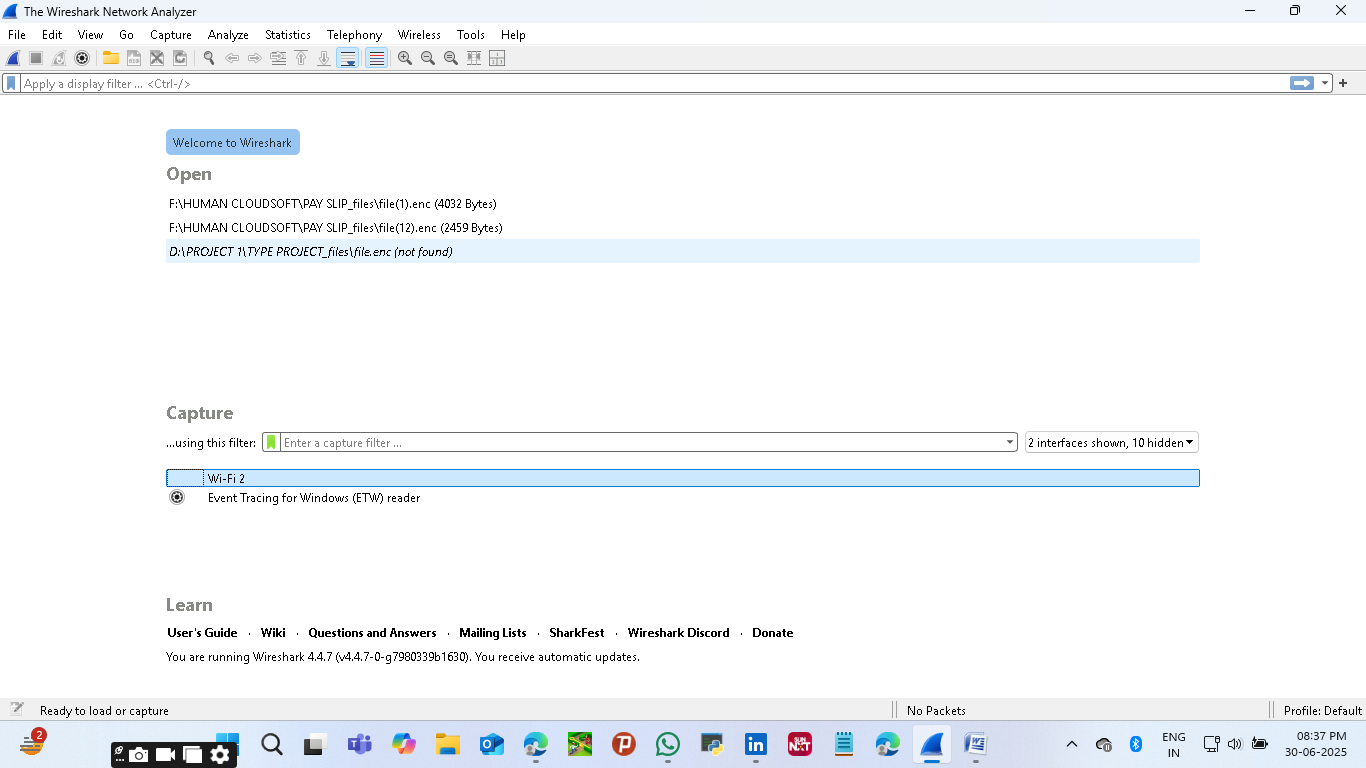 The Wireshark Network Analyzer
File Edit View Go Capture Analyze Statistics Telephony Wireless Tools Help
Apply a display filter ... <Ctrl-/>
Welcome to Wireshark
Open
F:\HUMAN CLOUDSOFT\PAY SLIP_files\file(1).enc (4032 Bytes)
F:\HUMAN CLOUDSOFT\PAY SLIP_files\file(12).enc (2459 Bytes)
D:\PROJECT 1\TYPE PROJECT_files\file.enc (not found)
Capture
...using this filter: Enter a capture filter ... 2 interfaces shown, 10 hidden
Wi-Fi 2
Event Tracing for Windows (ETW) reader
Learn
User's Guide · Wiki · Questions and Answers · Mailing Lists · SharkFest · Wireshark Discord · Donate
You are running Wireshark 4.4.7 (v4.4.7-0-g7980339b1630). You receive automatic updates.
Ready to load or capture No Packets Profile: Default
2
ENG 08:37 PM
IN 30-06-2025